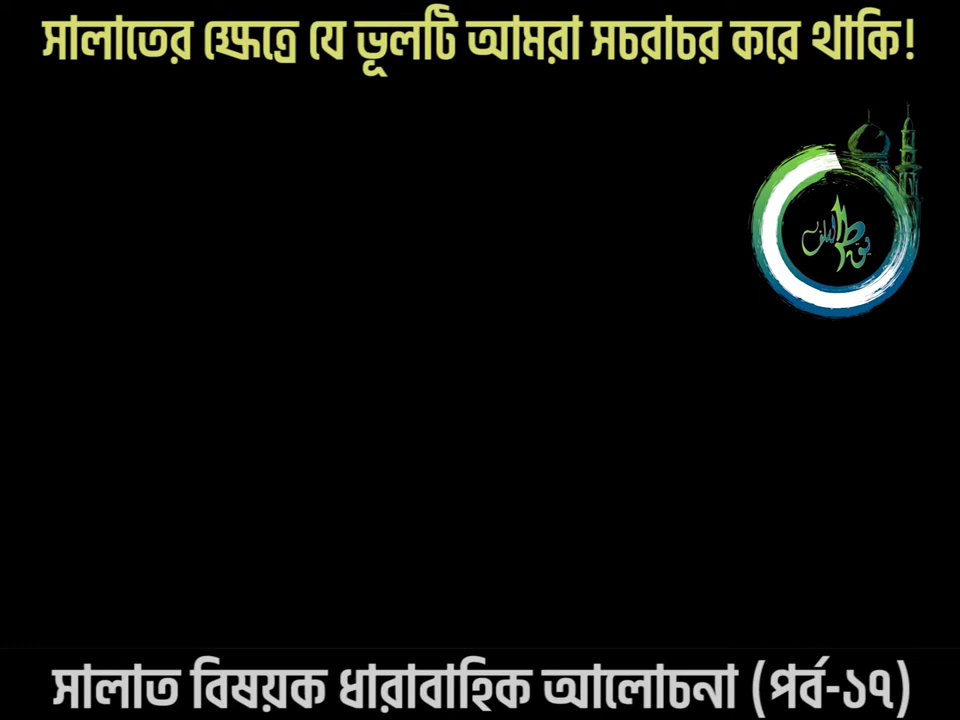 সালাতের ক্ষেত্রে যে ভূলটি আমরা সচরাচর করে থাকি!
সালাত বিষয়ক ধারাবাহিক আলোচনা (পর্ব-১৭)